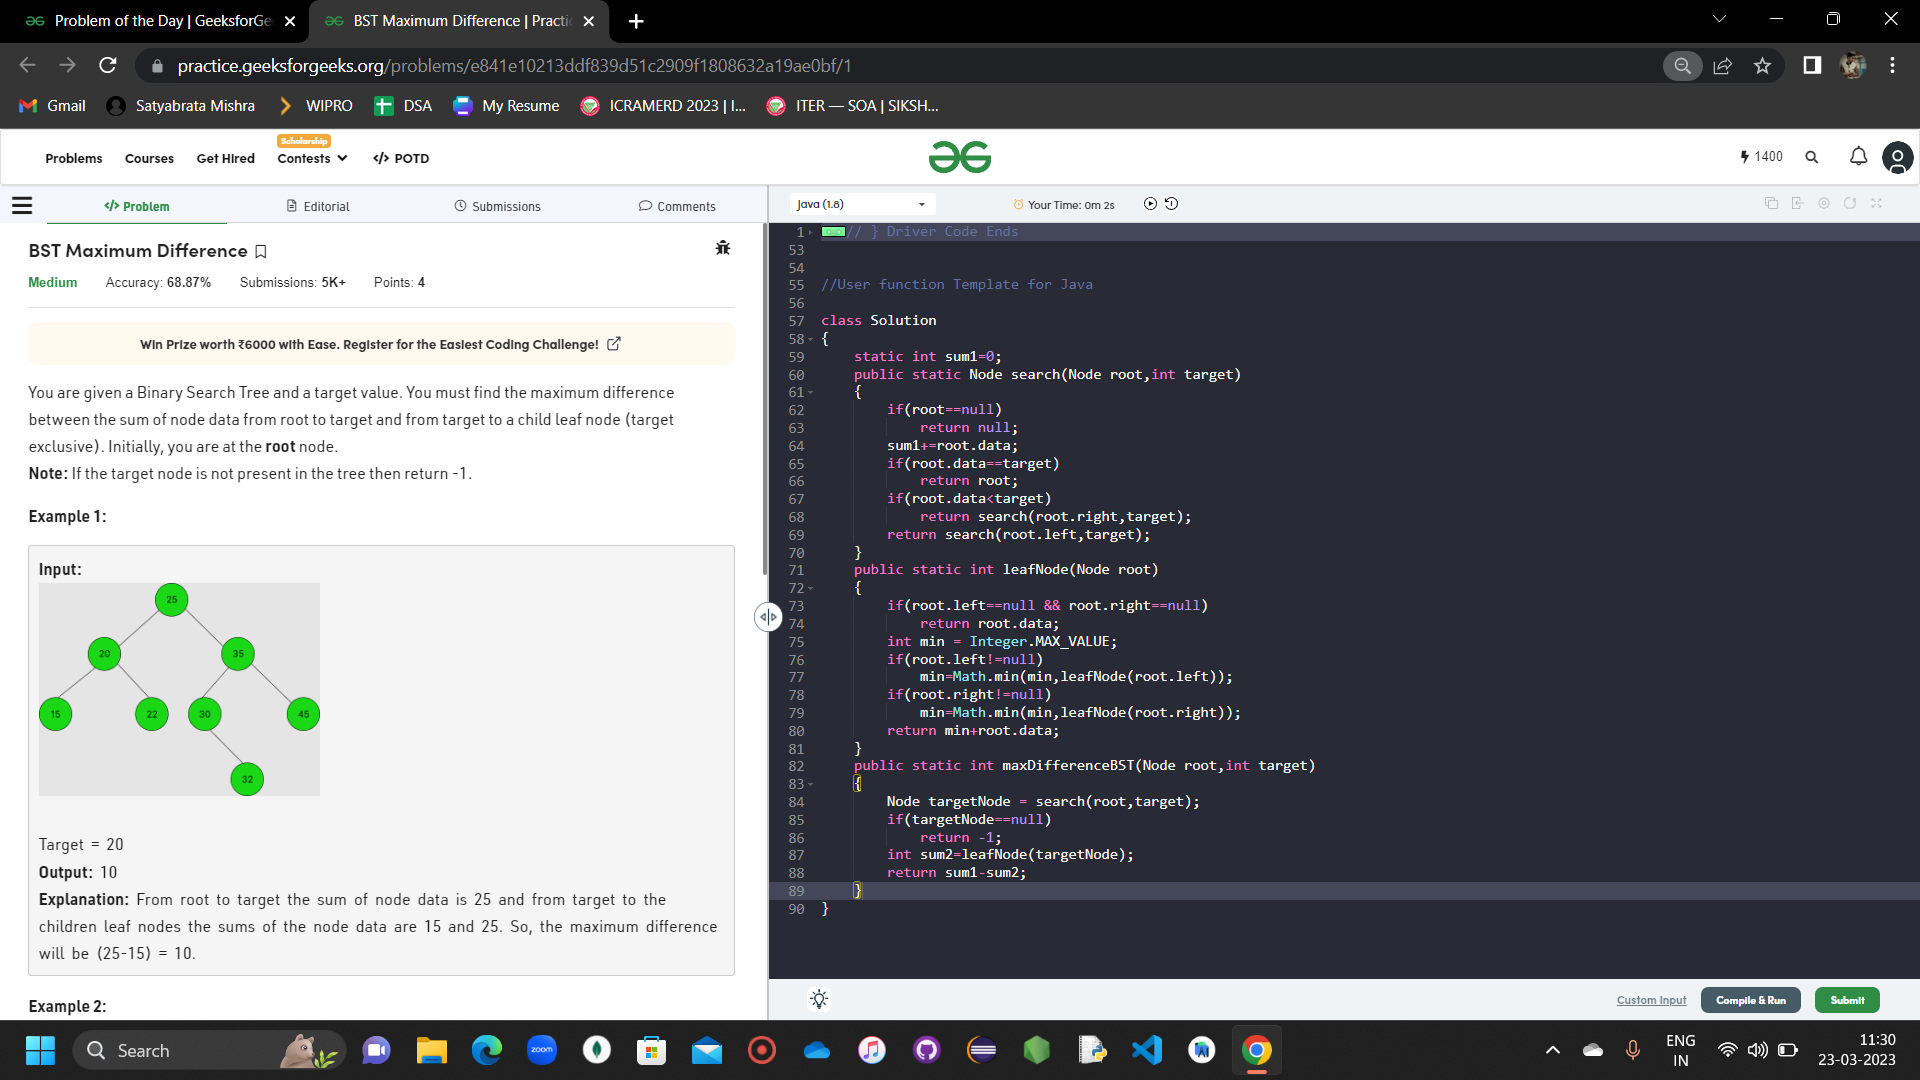 Problem of the Day | GeeksforGe
BST Maximum Difference | Practi
practice.geeksforgeeks.org/problems/e841e10213ddf839d51c2909f1808632a19ae0bf/1
Gmail
Satyabrata Mishra
WIPRO
DSA
My Resume
ICRAMERD 2023 | I...
ITER — SOA | SIKSH...
Problems
Courses
Get Hired
Scholarship
Contests
</> POTD
1400
</> Problem
Editorial
Submissions
Comments
Java (1.8)
Your Time: 0m 2s
BST Maximum Difference
Medium
Accuracy: 68.87%
Submissions: 5K+
Points: 4
Win Prize worth ₹6000 with Ease. Register for the Easiest Coding Challenge!
You are given a Binary Search Tree and a target value. You must find the maximum difference
between the sum of node data from root to target and from target to a child leaf node (target
exclusive). Initially, you are at the root node.
Note: If the target node is not present in the tree then return -1.
Example 1:
Input:
25
20
35
15
22
30
45
32
Target = 20
Output: 10
Explanation: From root to target the sum of node data is 25 and from target to the
children leaf nodes the sums of the node data are 15 and 25. So, the maximum difference
will be (25-15) = 10.
Example 2:
1 // } Driver Code Ends
53
54
55 //User function Template for Java
56
57 class Solution
58 {
59 static int sum1=0;
60 public static Node search(Node root,int target)
61 {
62 if(root==null)
63 return null;
64 sum1+=root.data;
65 if(root.data==target)
66 return root;
67 if(root.data<target)
68 return search(root.right,target);
69 return search(root.left,target);
70 }
71 public static int leafNode(Node root)
72 {
73 if(root.left==null && root.right==null)
74 return root.data;
75 int min = Integer.MAX_VALUE;
76 if(root.left!=null)
77 min=Math.min(min,leafNode(root.left));
78 if(root.right!=null)
79 min=Math.min(min,leafNode(root.right));
80 return min+root.data;
81 }
82 public static int maxDifferenceBST(Node root,int target)
83 {
84 Node targetNode = search(root,target);
85 if(targetNode==null)
86 return -1;
87 int sum2=leafNode(targetNode);
88 return sum1-sum2;
89 }
90 }
Custom Input
Compile & Run
Submit
Search
zoom
ENG
IN
11:30
23-03-2023